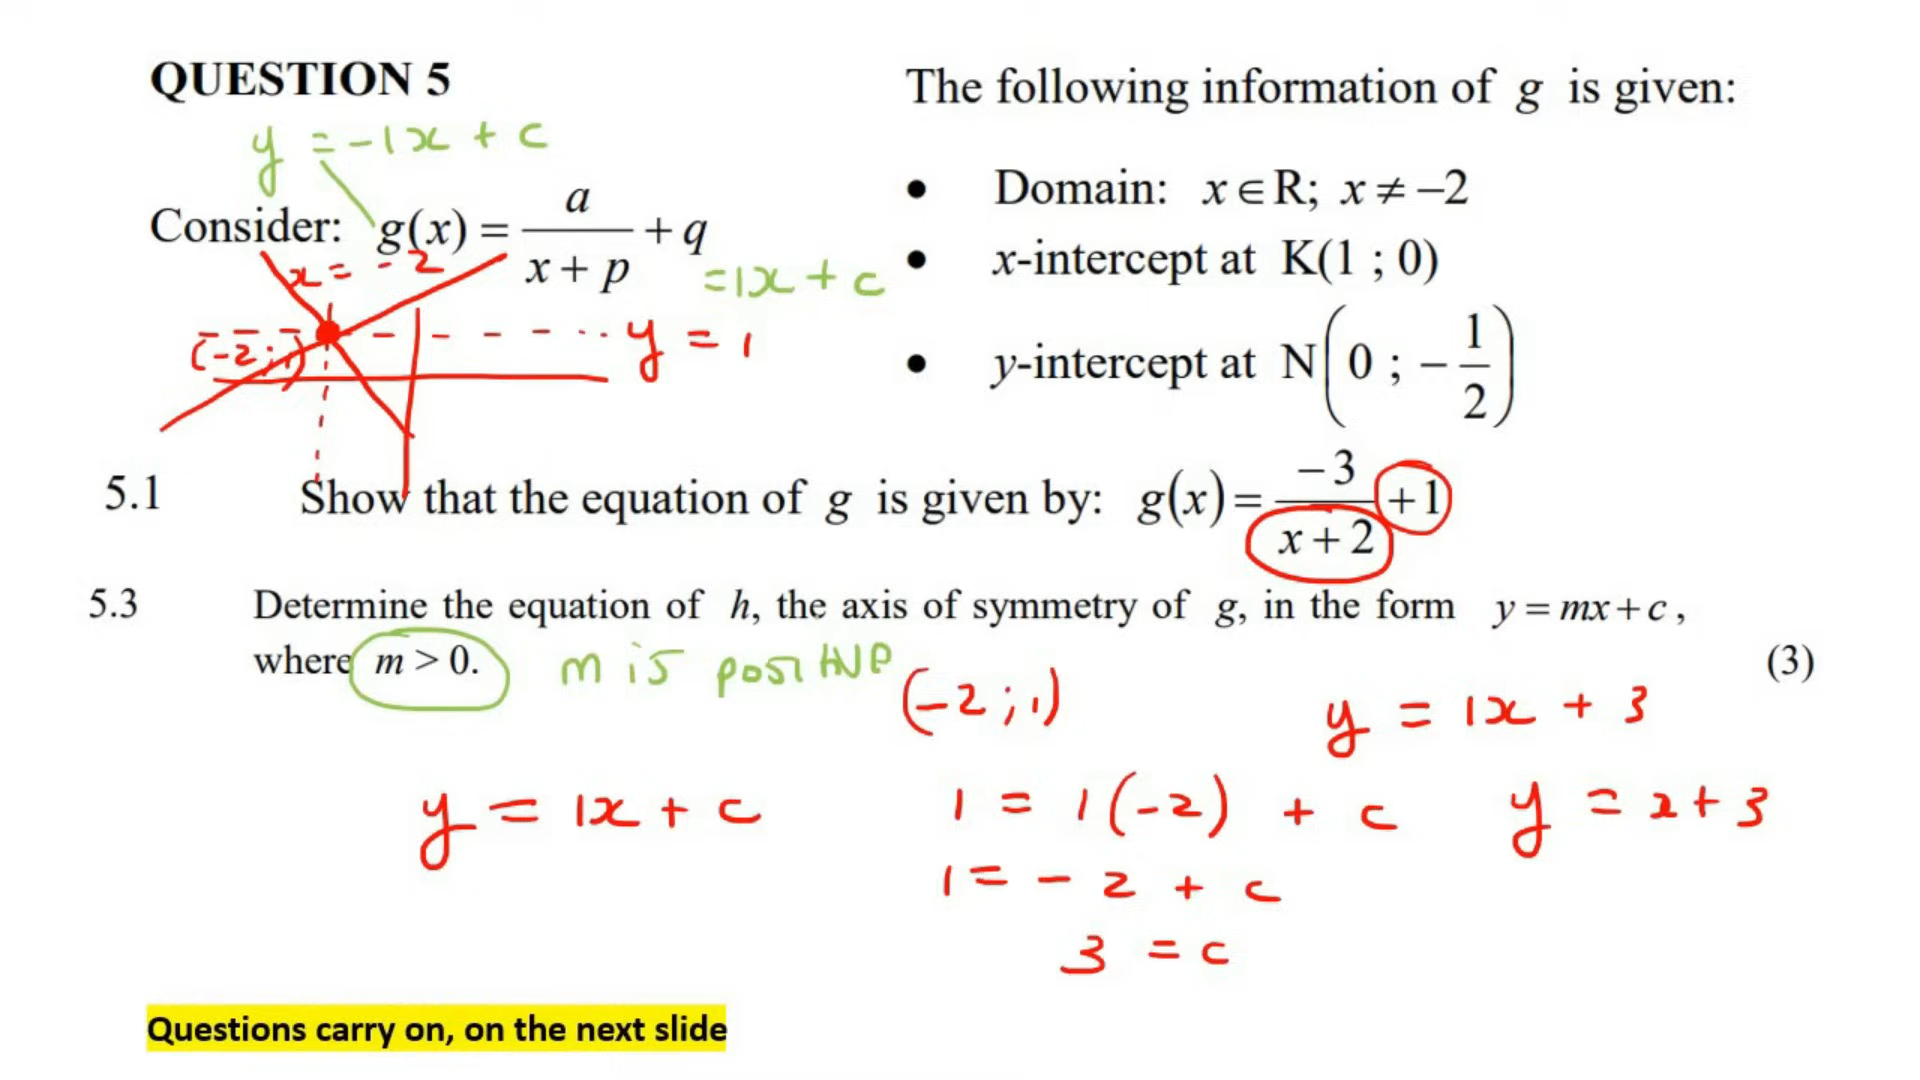 QUESTION 5
y = -1x + c
Consider: g(x) = a/(x + p) + q
x = -2
= 1x + c
(-2 ; 1)
y = 1
The following information of g is given:
• Domain: x ∈ R; x ≠ −2
• x-intercept at K(1 ; 0)
• y-intercept at N(0 ; −1/2)
5.1 Show that the equation of g is given by: g(x) = −3/(x + 2) + 1
5.3 Determine the equation of h, the axis of symmetry of g, in the form y = mx + c,
where m > 0. (3)
m is positive
(-2 ; 1)
y = 1x + c
1 = 1(-2) + c
1 = -2 + c
3 = c
y = 1x + 3
y = x + 3
Questions carry on, on the next slide